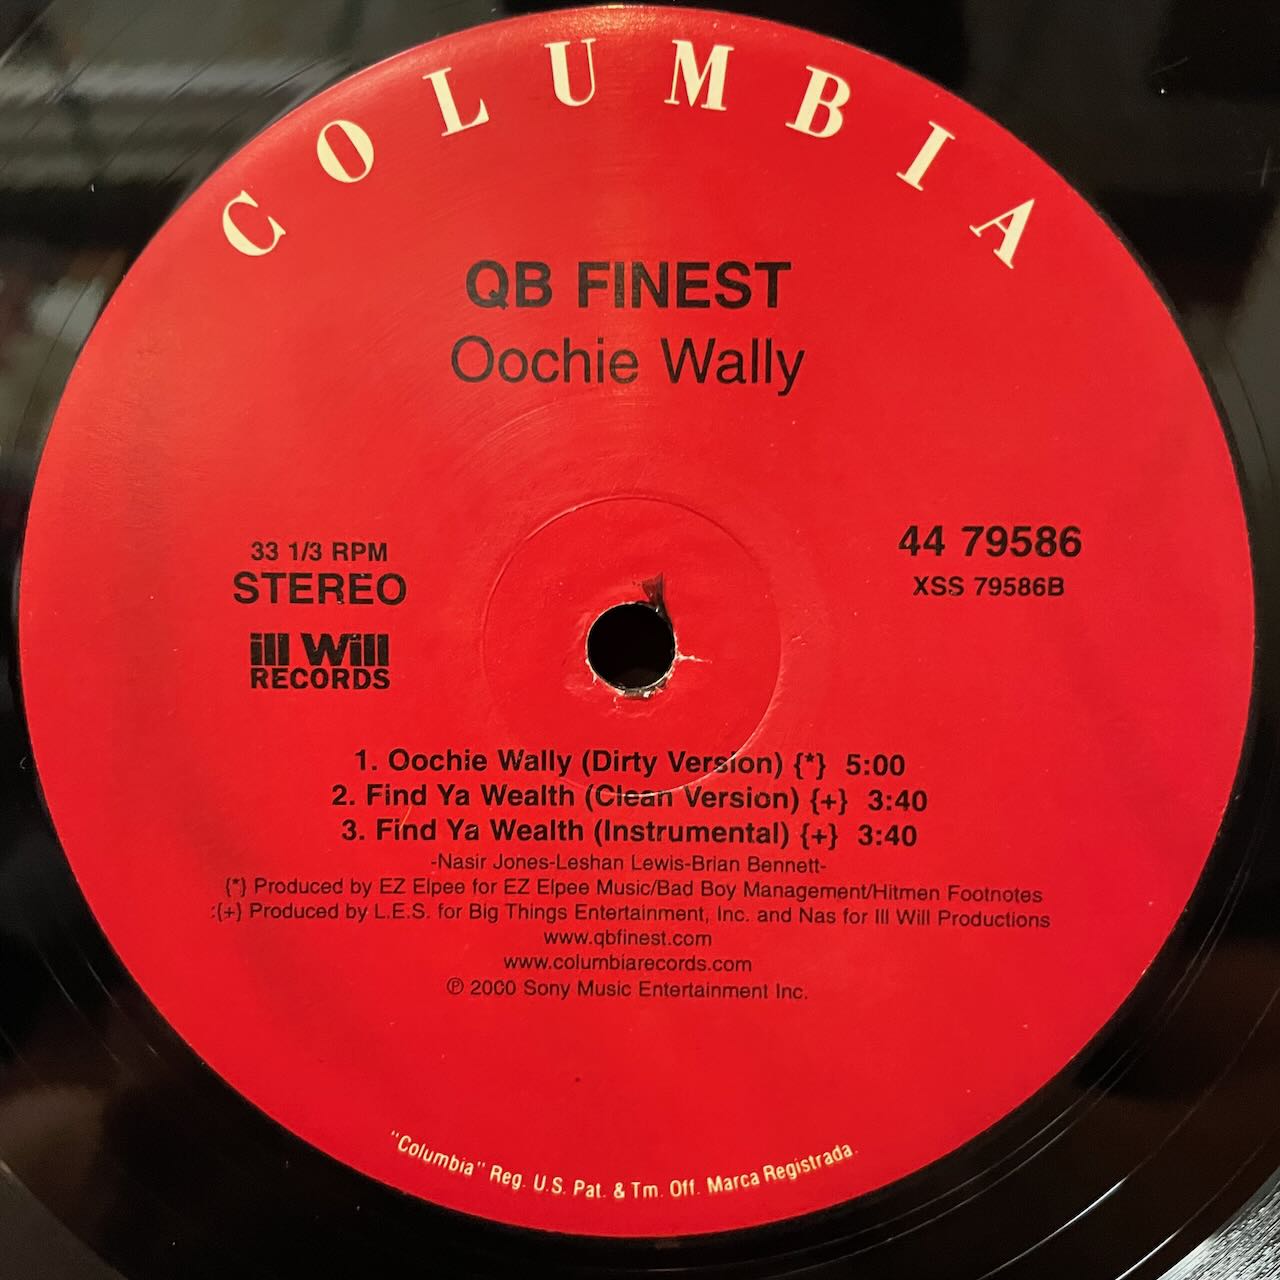 COLUMBIA
QB FINEST
Oochie Wally
33 1/3 RPM
STEREO
ill Will
RECORDS
44 79586
XSS 79586B
1. Oochie Wally (Dirty Version) {*} 5:00
2. Find Ya Wealth (Clean Version) {+} 3:40
3. Find Ya Wealth (Instrumental) {+} 3:40
-Nasir Jones-Leshan Lewis-Brian Bennett-
{*} Produced by EZ Elpee for EZ Elpee Music/Bad Boy Management/Hitmen Footnotes
:{+} Produced by L.E.S. for Big Things Entertainment, Inc. and Nas for Ill Will Productions
www.qbfinest.com
www.columbiarecords.com
℗ 2000 Sony Music Entertainment Inc.
"Columbia" Reg. U.S. Pat. & Tm. Off. Marca Registrada.